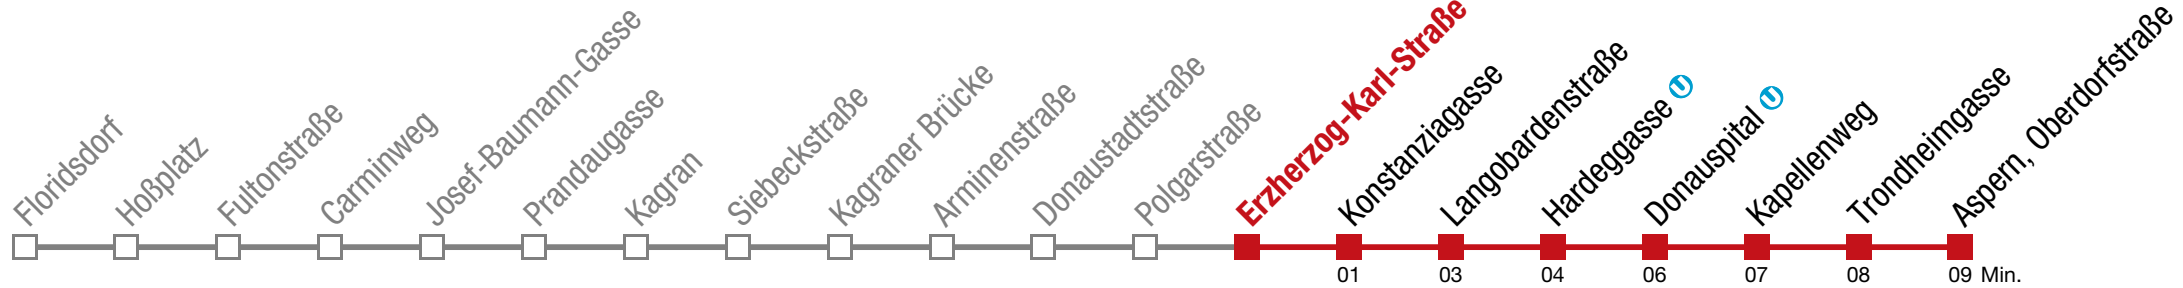 Floridsdorf
Hoßplatz
Fultonstraße
Carminweg
Josef-Baumann-Gasse
Prandaugasse
Kagran
Siebeckstraße
Kagraner Brücke
Arminenstraße
Donaustadtstraße
Polgarstraße
Erzherzog-Karl-Straße
Konstanziagasse
Langobardenstraße
Hardeggasse U
Donauspital U
Kapellenweg
Trondheimgasse
Aspern, Oberdorfstraße
01 03 04 06 07 08 09 Min.